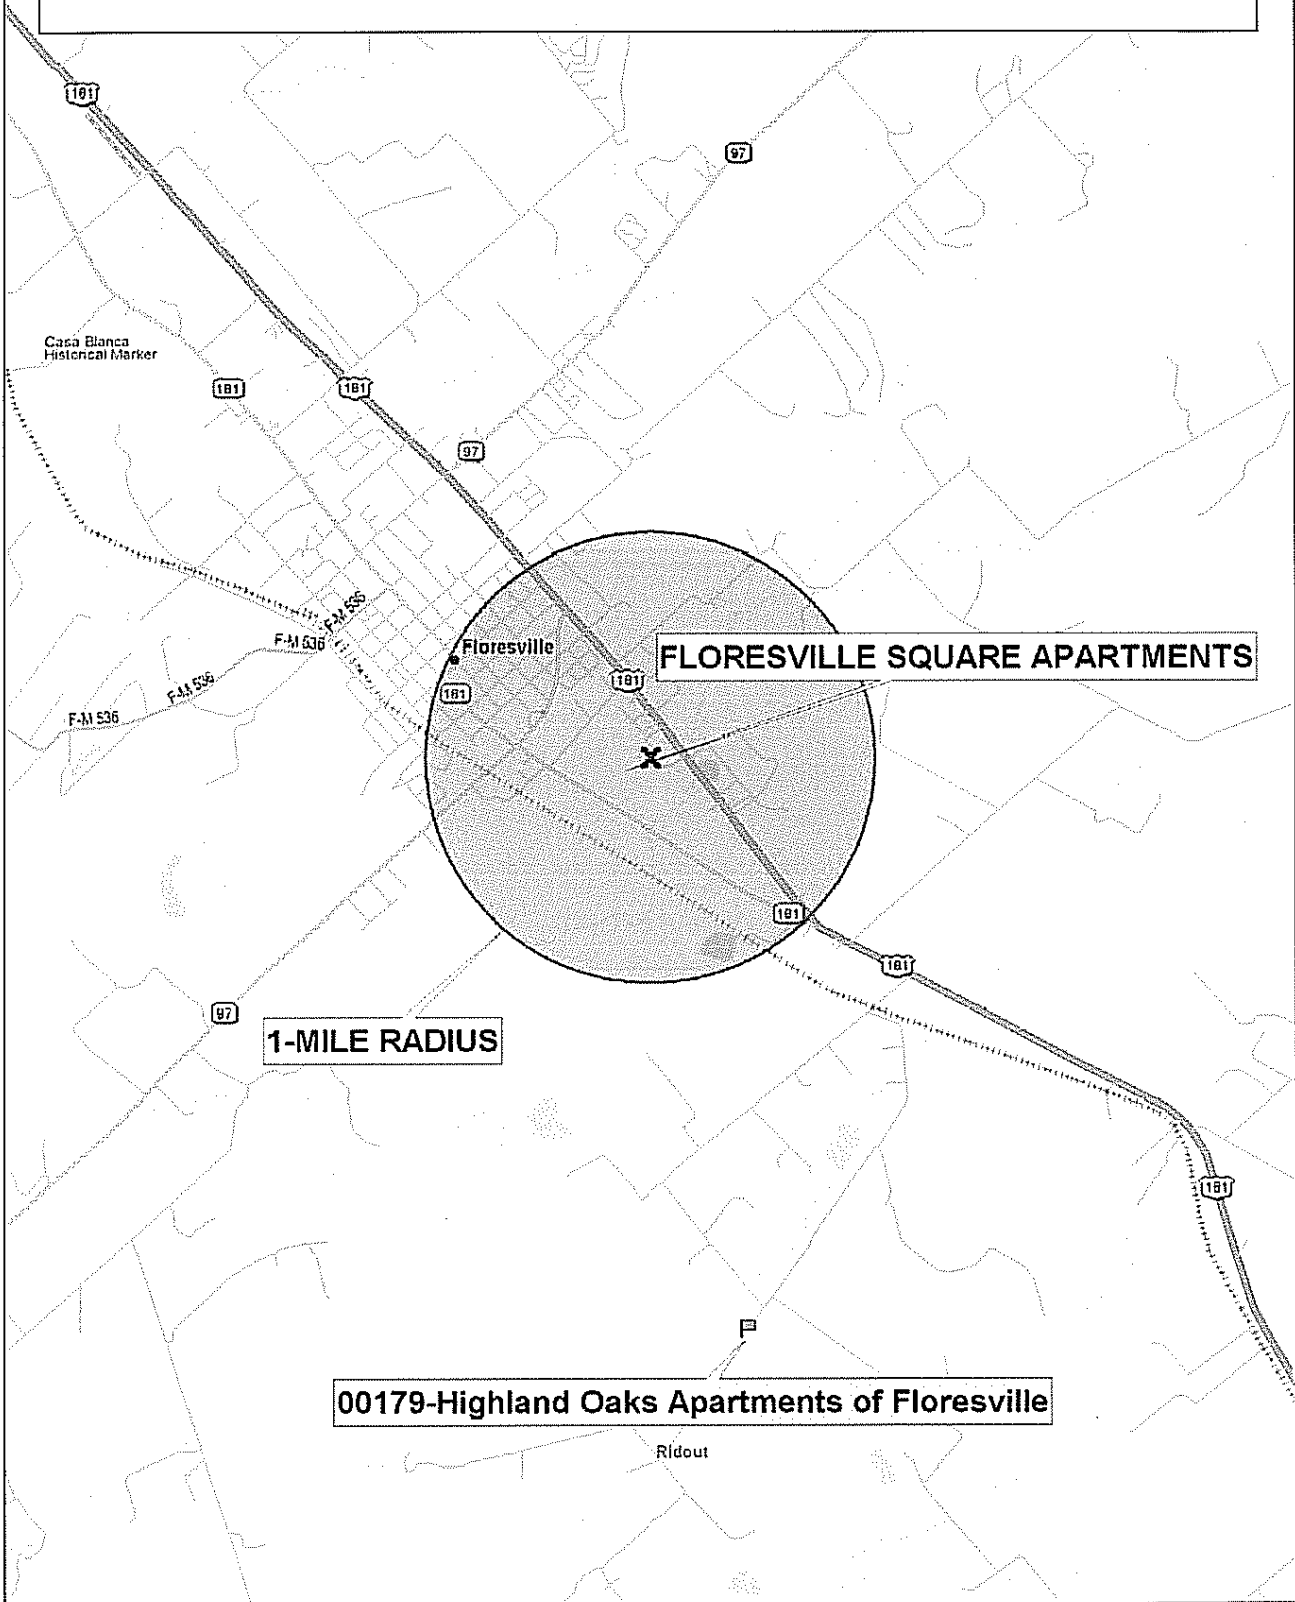 181
97
Casa Blanca
Historical Marker
181
181
97
F-M 536
F-M 536
Floresville
FLORESVILLE SQUARE APARTMENTS
F-M 536
181
181
F-M 536
181
181
97
1-MILE RADIUS
181
00179-Highland Oaks Apartments of Floresville
Ridout